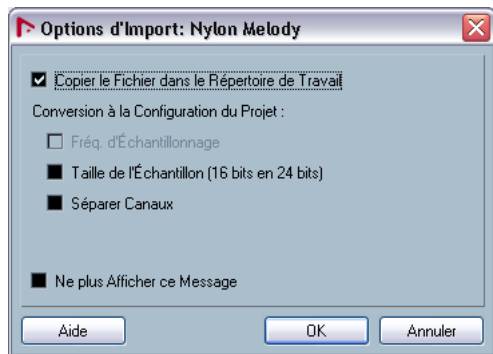 Options d'Import: Nylon Melody
Copier le Fichier dans le Répertoire de Travail
Conversion à la Configuration du Projet :
Fréq. d'Échantillonnage
Taille de l'Échantillon (16 bits en 24 bits)
Séparer Canaux
Ne plus Afficher ce Message
Aide
OK
Annuler